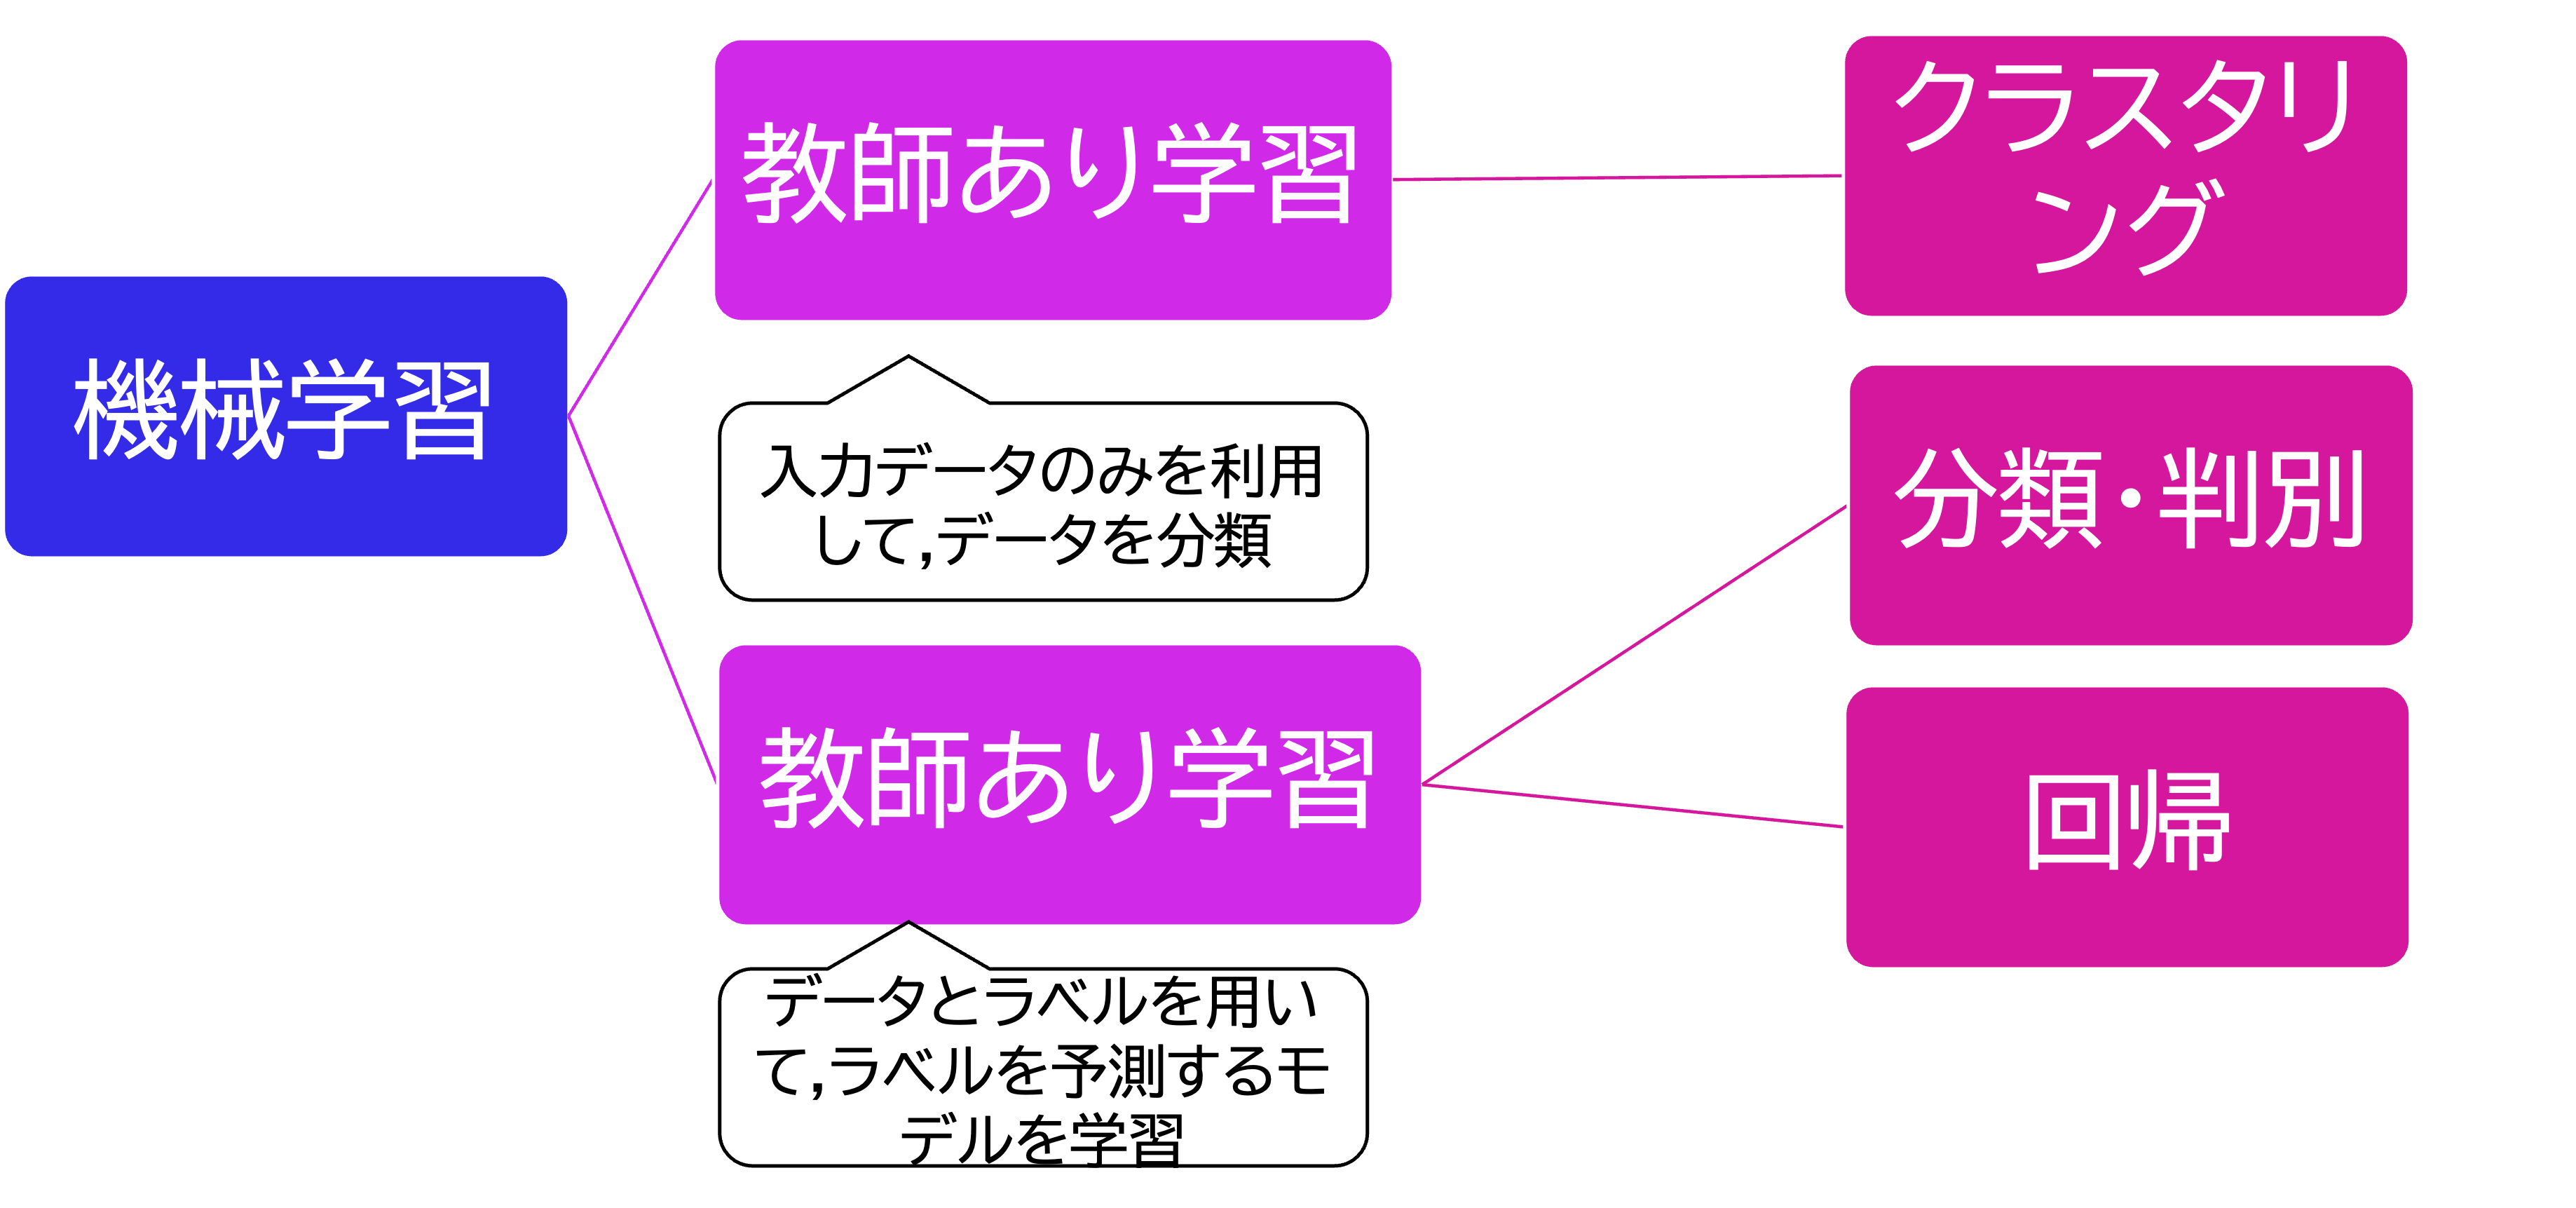 機械学習
教師あり学習
入力データのみを利用
して,データを分類
教師あり学習
データとラベルを用い
て,ラベルを予測するモ
デルを学習
クラスタリ
ング
分類・判別
回帰